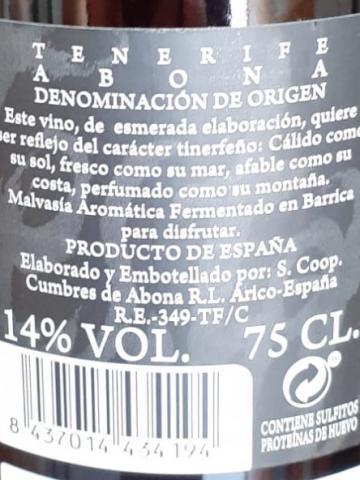 TENERIFE
ABONA
DENOMINACIÓN DE ORIGEN
Este vino, de esmerada elaboración, quiere
ser reflejo del carácter tinerfeño: Cálido como
su sol, fresco como su mar, afable como su
costa, perfumado como su montaña.
Malvasía Aromática Fermentado en Barrica
para disfrutar.
PRODUCTO DE ESPAÑA
Elaborado y Embotellado por: S. Coop.
Cumbres de Abona R.L. Árico-España
R.E.-349-TF/C
14% VOL. 75 CL.
8 437014 434194
CONTIENE SULFITOS
PROTEÍNAS DE HUEVO